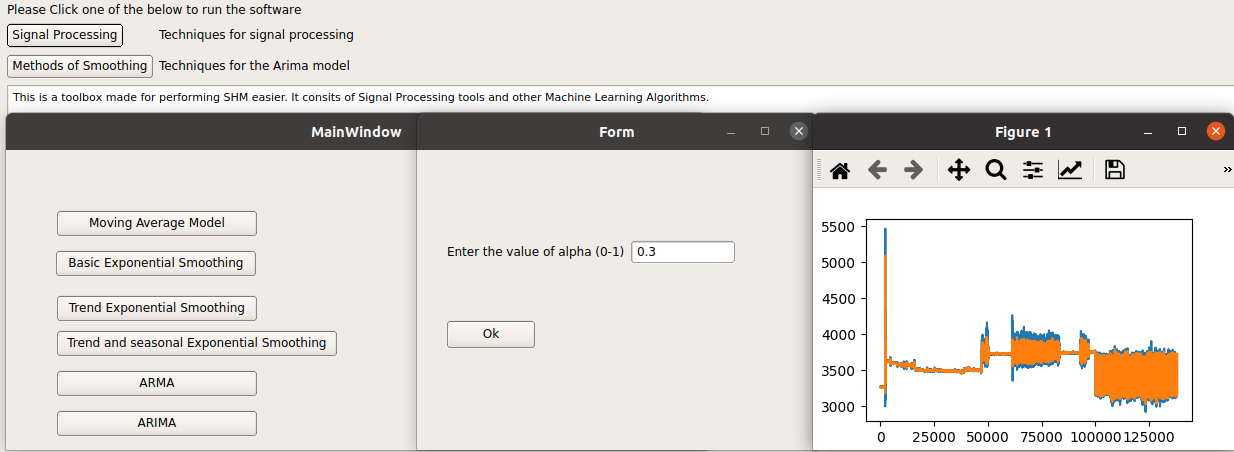 Please Click one of the below to run the software
Signal Processing Techniques for signal processing
Methods of Smoothing Techniques for the Arima model
This is a toolbox made for performing SHM easier. It consits of Signal Processing tools and other Machine Learning Algorithms.
MainWindow
Moving Average Model
Basic Exponential Smoothing
Trend Exponential Smoothing
Trend and seasonal Exponential Smoothing
ARMA
ARIMA
Form
Enter the value of alpha (0-1) 0.3
Ok
Figure 1
5500
5000
4500
4000
3500
3000
0 25000 50000 75000 100000 125000